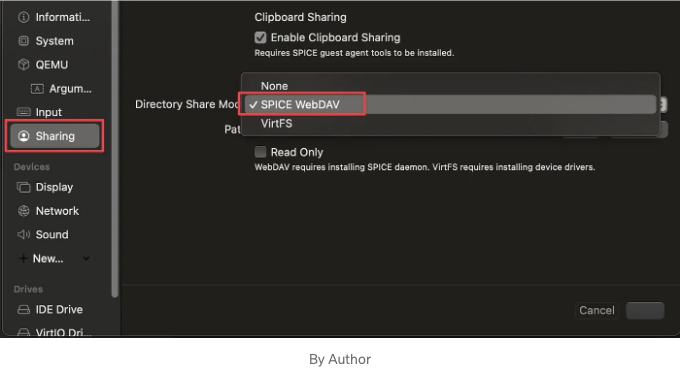 Informati...
System
QEMU
Argum...
Input
Sharing
Devices
Display
Network
Sound
New...
Drives
IDE Drive
VirtIO Dri...
Clipboard Sharing
Enable Clipboard Sharing
Requires SPICE guest agent tools to be installed.
Directory Share Mod
None
SPICE WebDAV
VirtFS
Pat
Read Only
WebDAV requires installing SPICE daemon. VirtFS requires installing device drivers.
Cancel
By Author